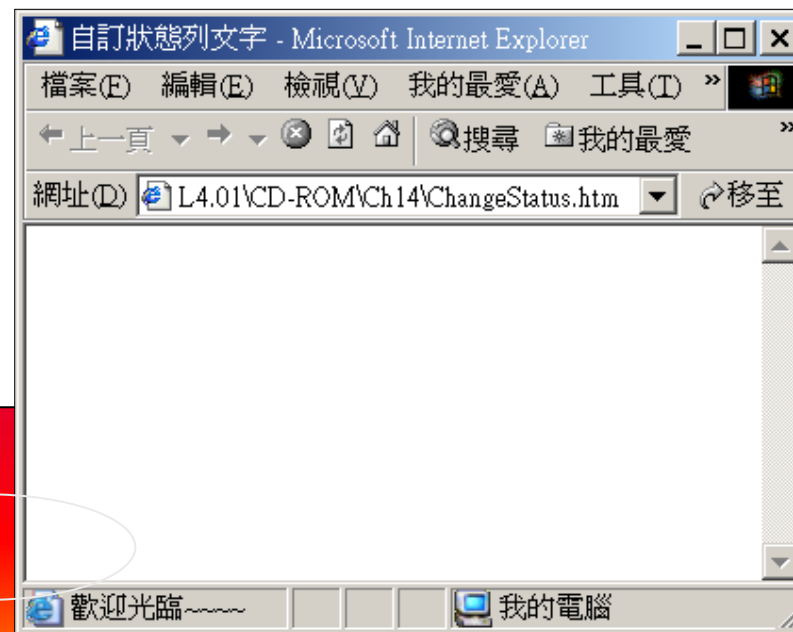 自訂狀態列文字 - Microsoft Internet Explorer
檔案(F) 編輯(E) 檢視(V) 我的最愛(A) 工具(T) »
上一頁 搜尋 我的最愛 »
網址(D) L4.01\CD-ROM\Ch14\ChangeStatus.htm 移至
歡迎光臨~~~~ 我的電腦